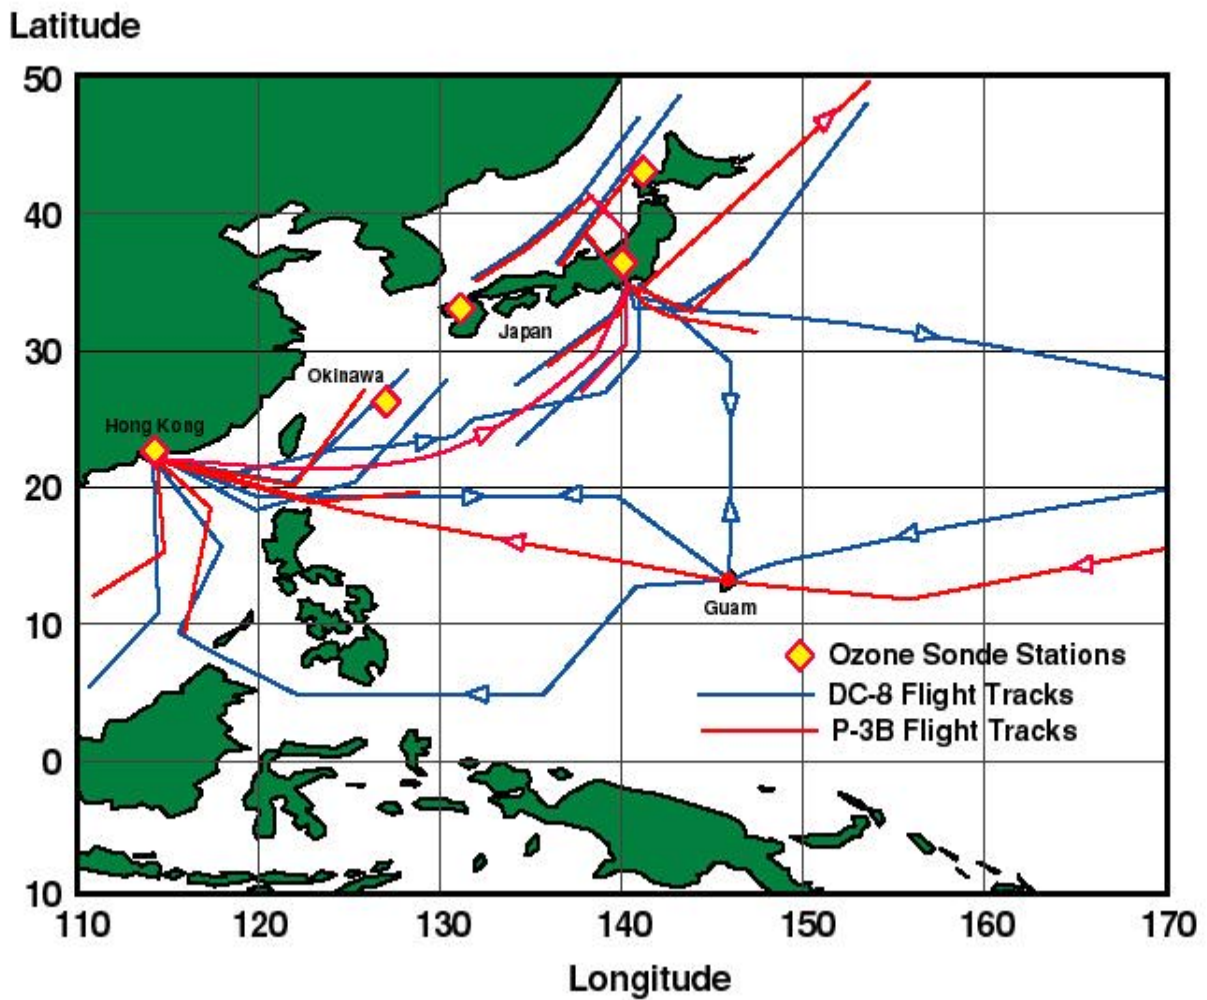 Latitude
50
40
30
20
10
0
10
110 120 130 140 150 160 170
Longitude
Japan
Okinawa
Hong Kong
Guam
Ozone Sonde Stations
DC-8 Flight Tracks
P-3B Flight Tracks